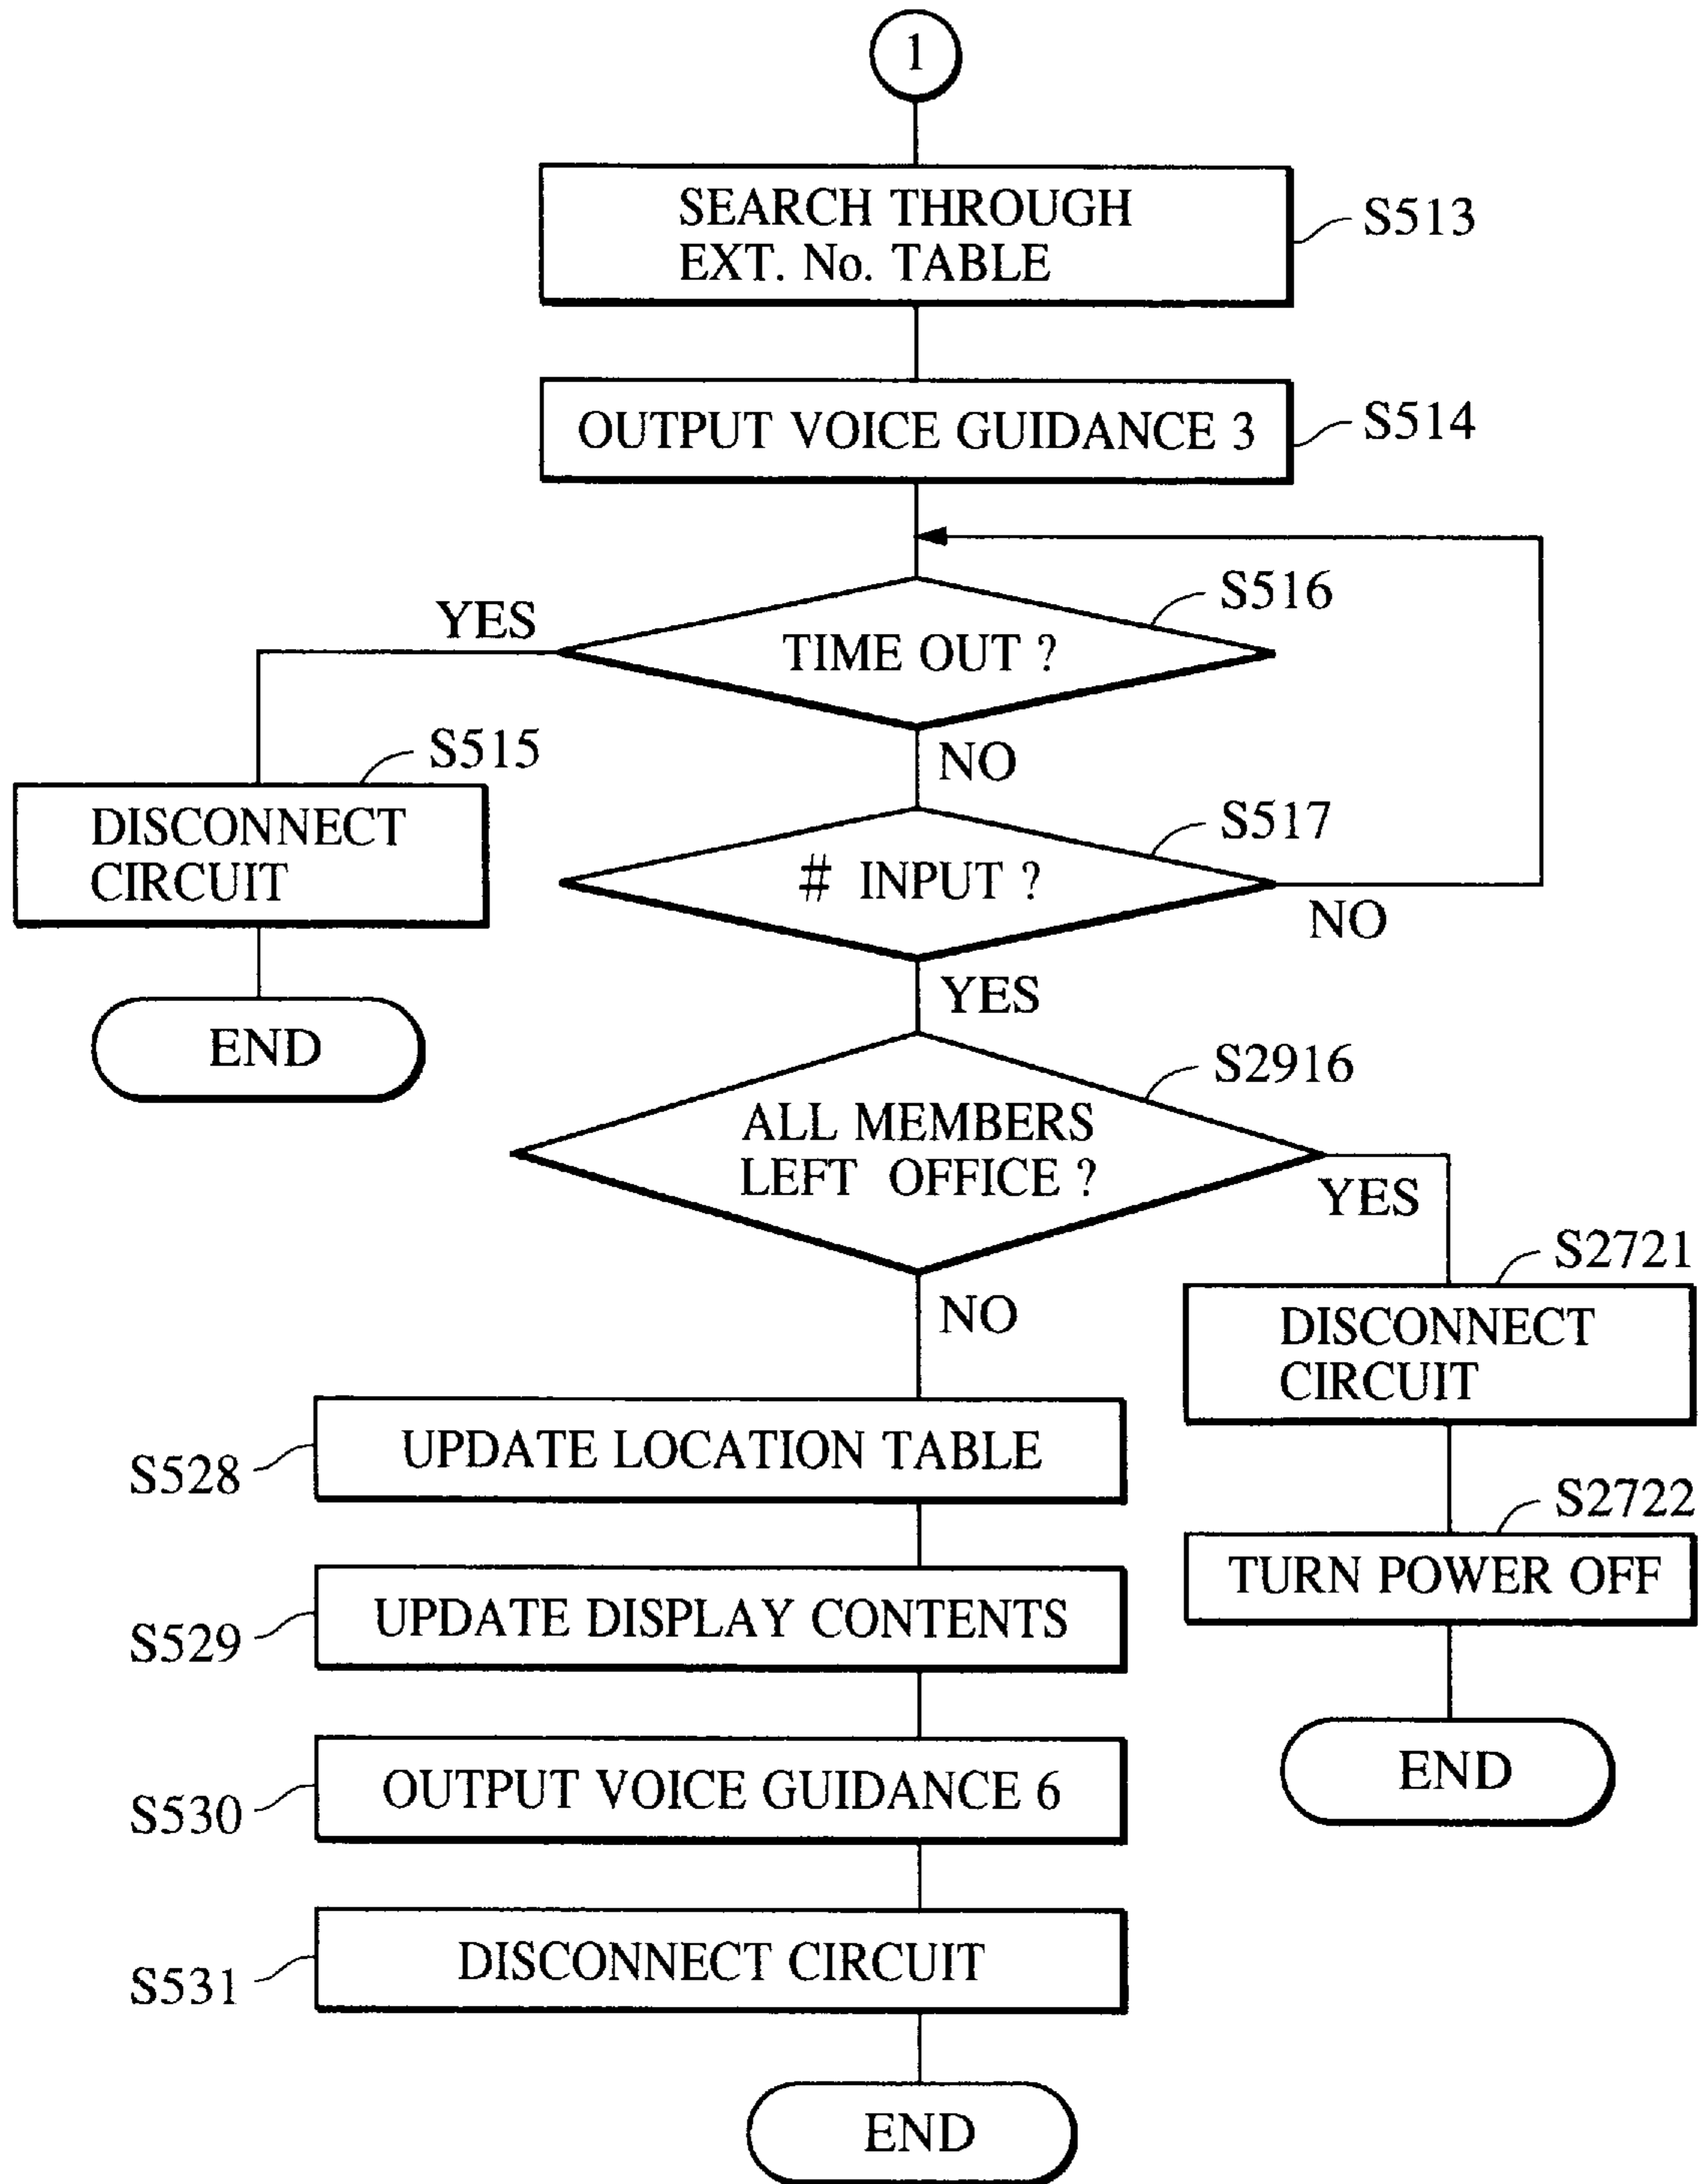 1
SEARCH THROUGH
EXT. No. TABLE
S513
OUTPUT VOICE GUIDANCE 3
S514
S516
YES
TIME OUT ?
NO
S515
DISCONNECT
CIRCUIT
END
S517
# INPUT ?
NO
YES
S2916
ALL MEMBERS
LEFT OFFICE ?
YES
NO
S2721
DISCONNECT
CIRCUIT
S2722
TURN POWER OFF
END
S528
UPDATE LOCATION TABLE
S529
UPDATE DISPLAY CONTENTS
S530
OUTPUT VOICE GUIDANCE 6
S531
DISCONNECT CIRCUIT
END